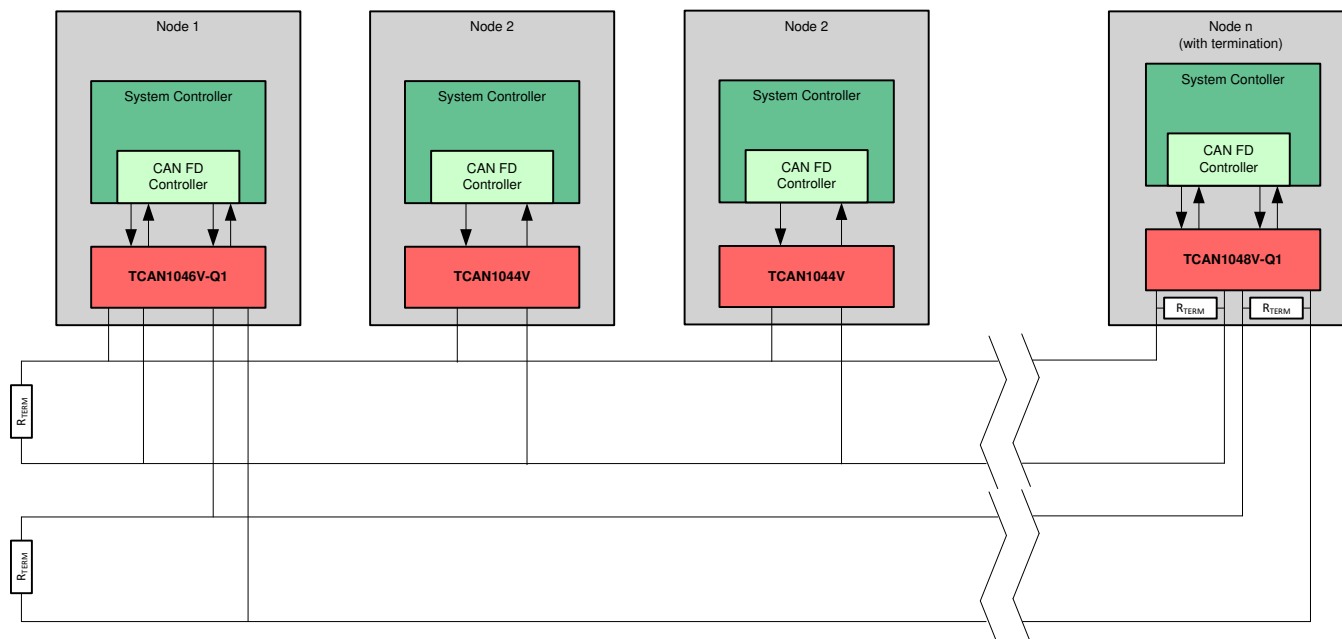 Node 1
Node 2
Node 2
Node n
(with termination)
System Controller
System Controller
System Controller
System Contoller
CAN FD
Controller
CAN FD
Controller
CAN FD
Controller
CAN FD
Controller
TCAN1046V-Q1
TCAN1044V
TCAN1044V
TCAN1048V-Q1
RTERM
RTERM
RTERM
RTERM